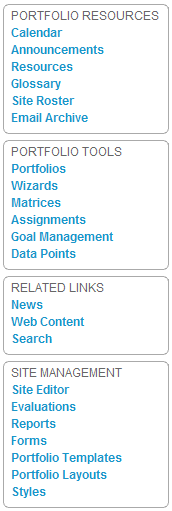 PORTFOLIO RESOURCES
Calendar
Announcements
Resources
Glossary
Site Roster
Email Archive
PORTFOLIO TOOLS
Portfolios
Wizards
Matrices
Assignments
Goal Management
Data Points
RELATED LINKS
News
Web Content
Search
SITE MANAGEMENT
Site Editor
Evaluations
Reports
Forms
Portfolio Templates
Portfolio Layouts
Styles